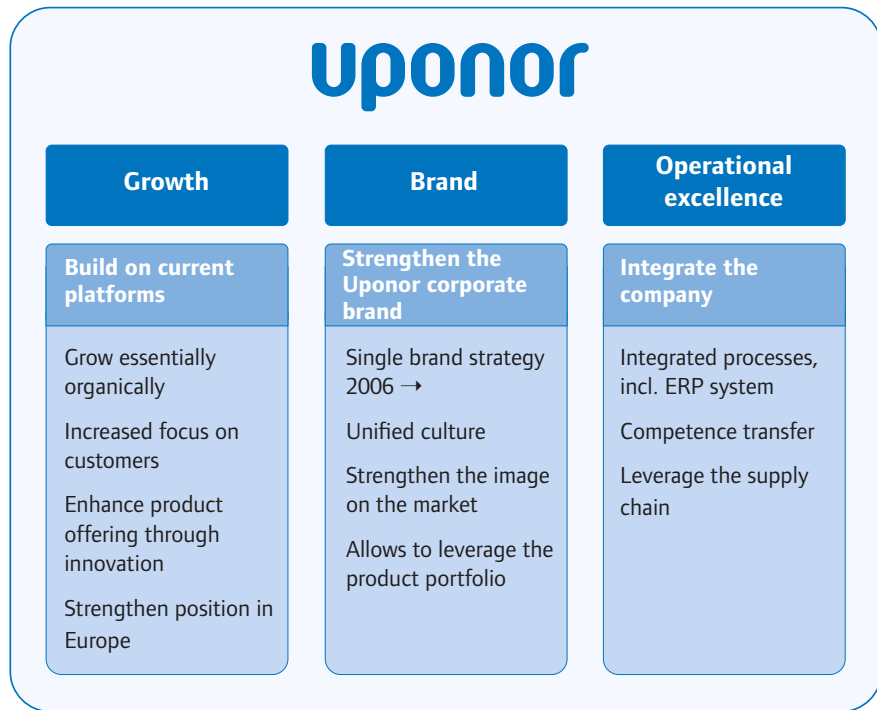 uponor
Growth
Build on current
platforms
Grow essentially
organically
Increased focus on
customers
Enhance product
offering through
innovation
Strengthen position in
Europe
Brand
Strengthen the
Uponor corporate
brand
Single brand strategy
2006 →
Unified culture
Strengthen the image
on the market
Allows to leverage the
product portfolio
Operational
excellence
Integrate the
company
Integrated processes,
incl. ERP system
Competence transfer
Leverage the supply
chain